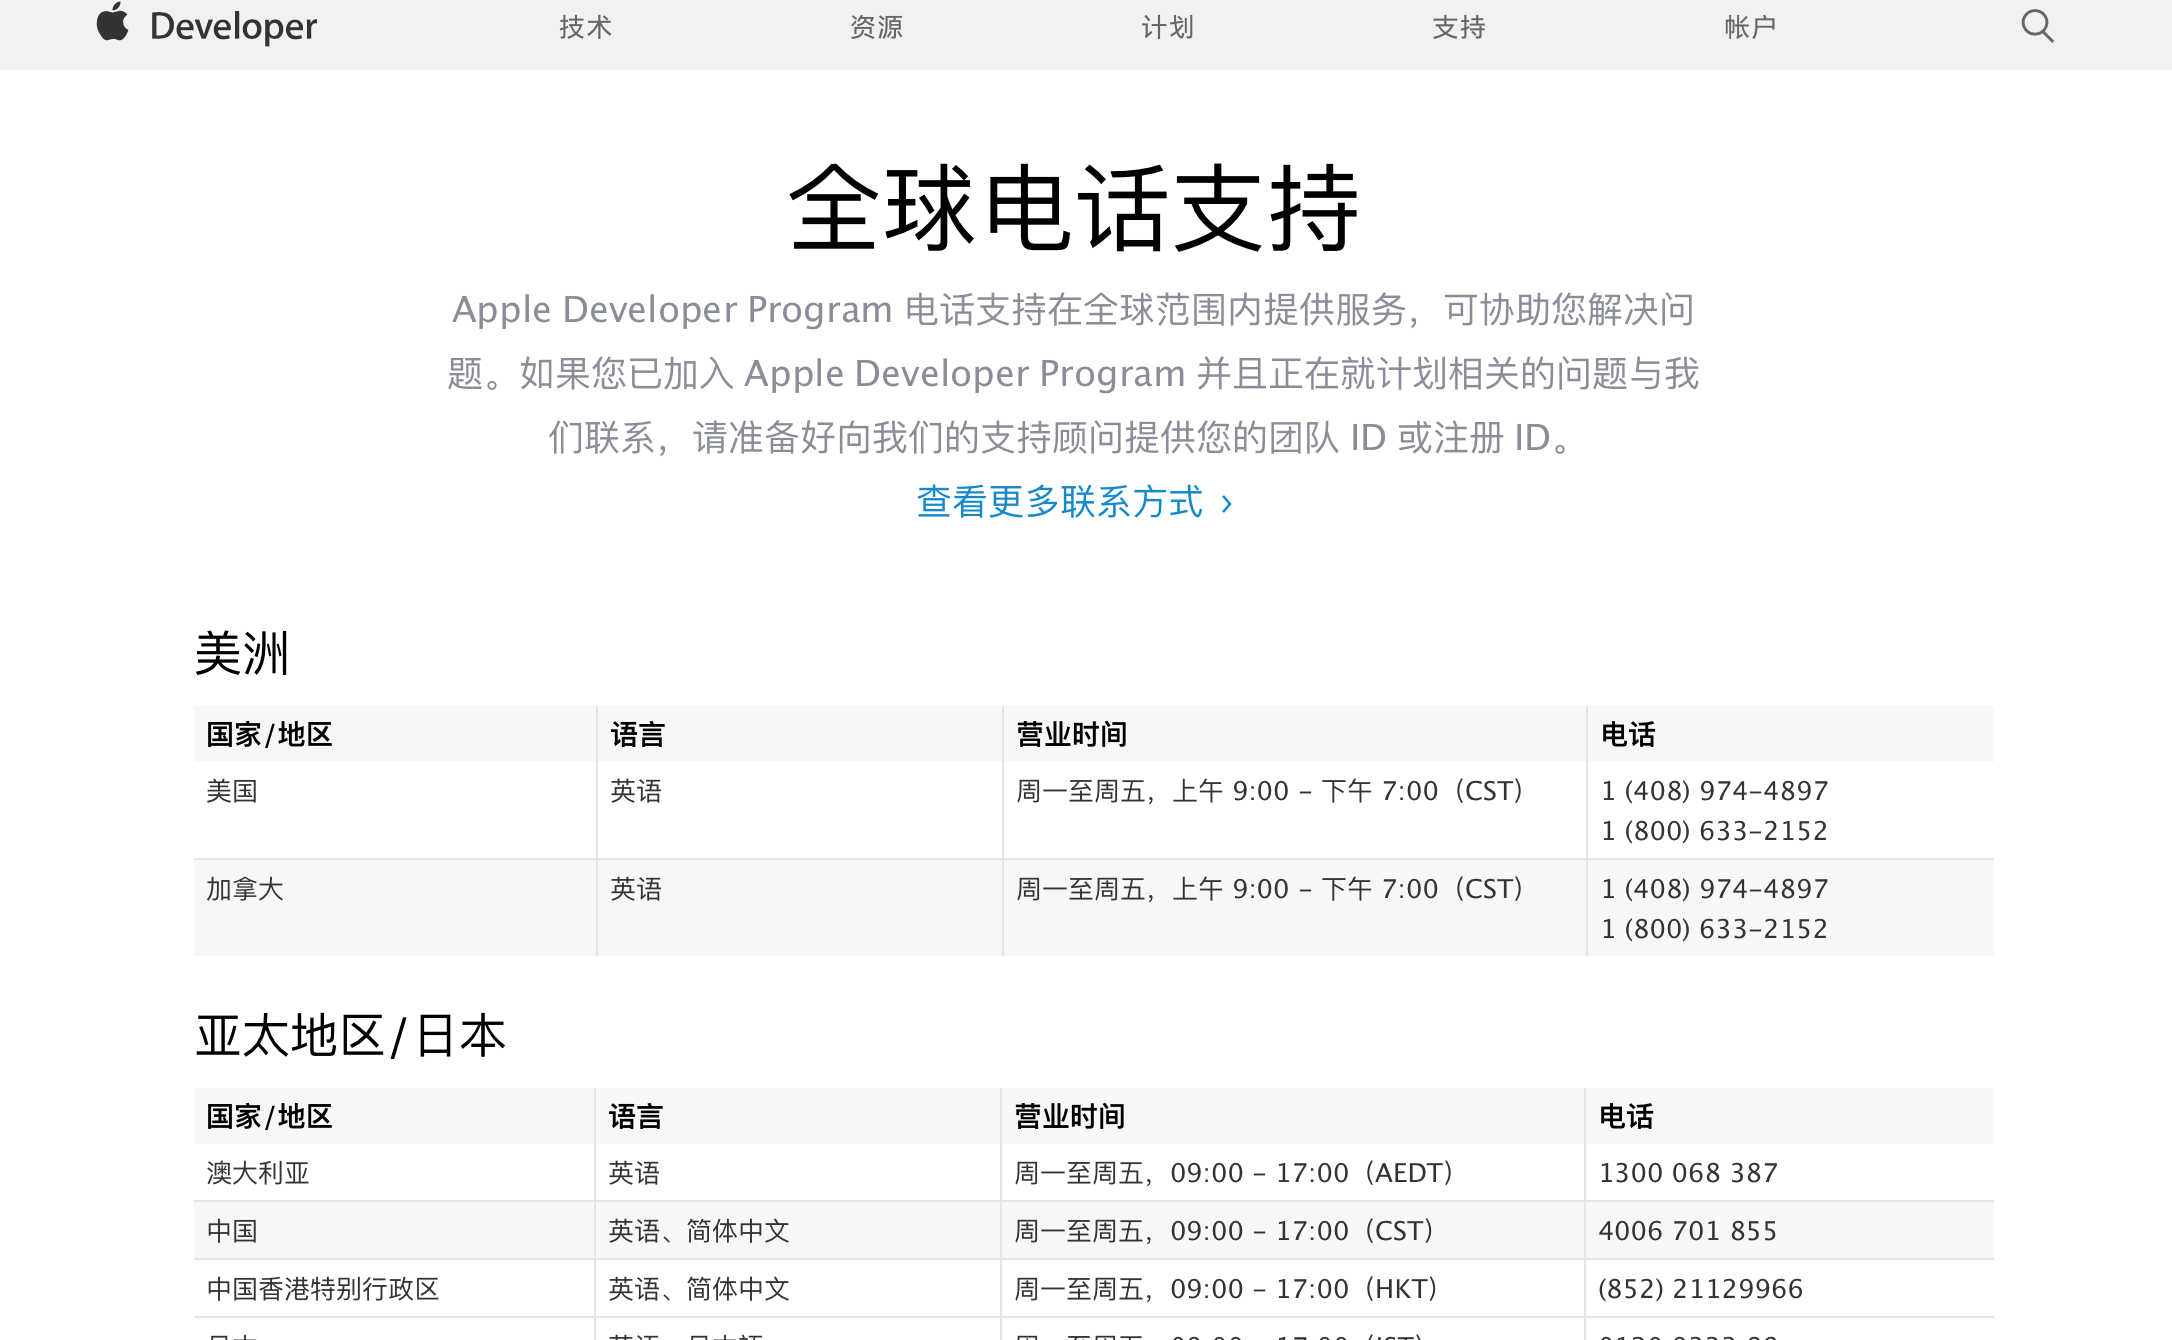 Developer 技术 资源 计划 支持 帐户
全球电话支持
Apple Developer Program 电话支持在全球范围内提供服务，可协助您解决问
题。如果您已加入 Apple Developer Program 并且正在就计划相关的问题与我
们联系，请准备好向我们的支持顾问提供您的团队 ID 或注册 ID。
查看更多联系方式 ›
美洲
国家/地区 语言 营业时间 电话
美国 英语 周一至周五，上午 9:00 – 下午 7:00（CST） 1 (408) 974–4897
1 (800) 633–2152
加拿大 英语 周一至周五，上午 9:00 – 下午 7:00（CST） 1 (408) 974–4897
1 (800) 633–2152
亚太地区/日本
国家/地区 语言 营业时间 电话
澳大利亚 英语 周一至周五，09:00 – 17:00（AEDT） 1300 068 387
中国 英语、简体中文 周一至周五，09:00 – 17:00（CST） 4006 701 855
中国香港特别行政区 英语、简体中文 周一至周五，09:00 – 17:00（HKT） (852) 21129966